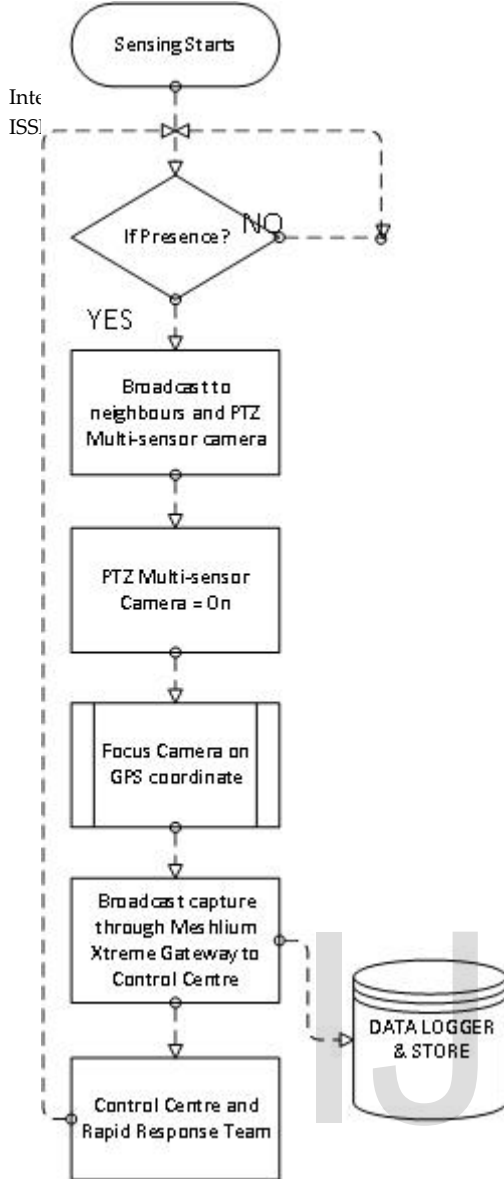 Sensing Starts
Inte
ISS
If Presence?
NO
YES
Broadcast to
neighbours and PTZ
Multi-sensor camera
PTZ Multi-sensor
Camera = On
Focus Camera on
GPS coordinate
Broadcast capture
through Meshlium
Xtreme Gateway to
Control Centre
DATA LOGGER
& STORE
Control Centre and
Rapid Response Team
IJ